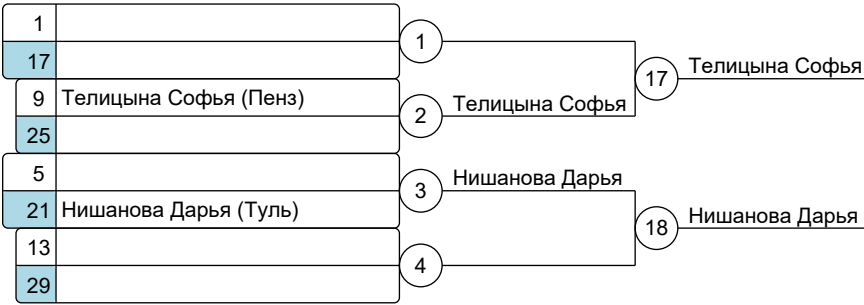 1
1
17
17 Телицына Софья
9 Телицына Софья (Пенз)
2 Телицына Софья
25
5
3 Нишанова Дарья
21 Нишанова Дарья (Туль)
18 Нишанова Дарья
13
4
29